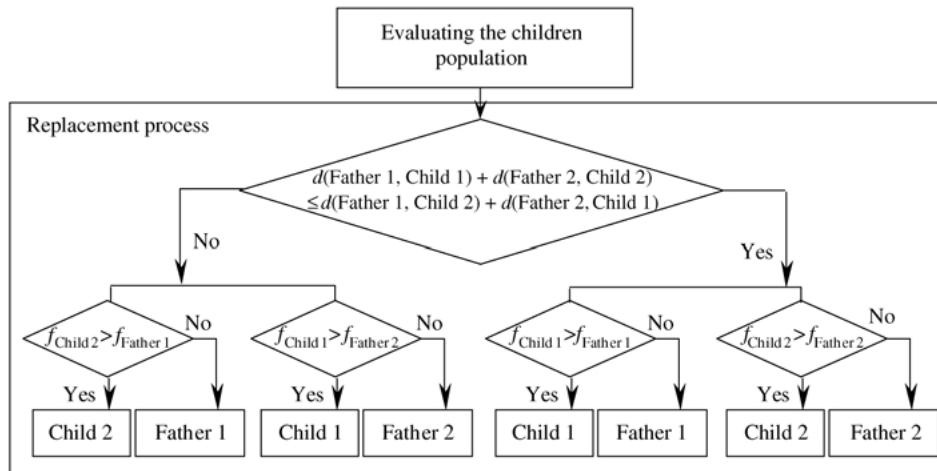 Evaluating the children
population
Replacement process
d(Father 1, Child 1) + d(Father 2, Child 2)
≤d(Father 1, Child 2) + d(Father 2, Child 1)
No
Yes
fChild 2>fFather 1
No
fChild 1>fFather 2
No
fChild 1>fFather 1
No
fChild 2>fFather 2
No
Yes
Yes
Yes
Yes
Child 2
Father 1
Child 1
Father 2
Child 1
Father 1
Child 2
Father 2